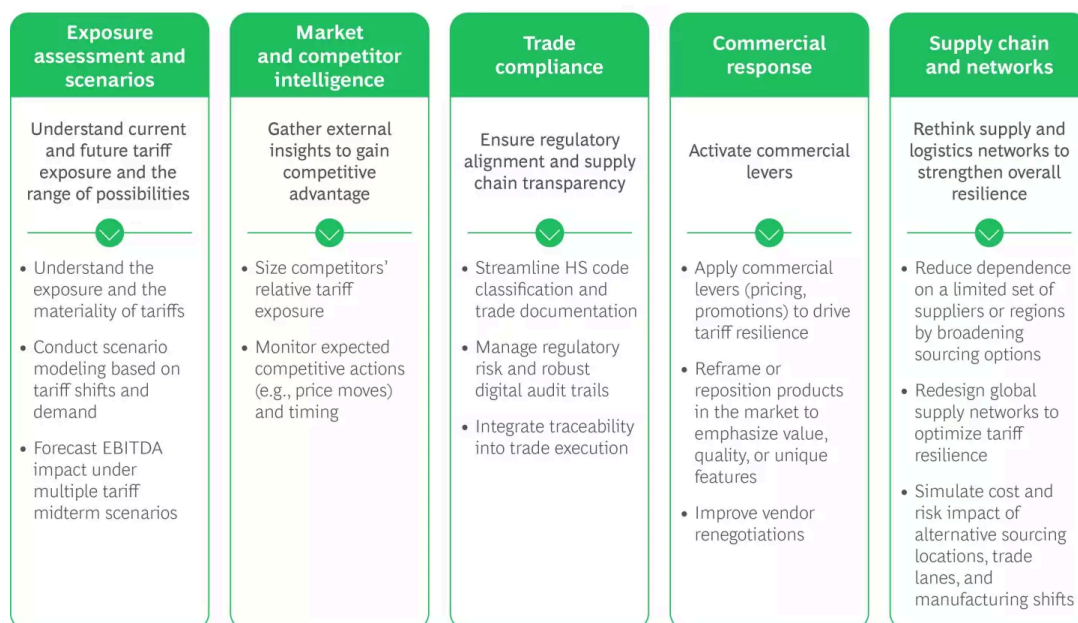 Exposure
assessment and
scenarios
Understand current
and future tariff
exposure and the
range of possibilities
• Understand the
exposure and the
materiality of tariffs
• Conduct scenario
modeling based on
tariff shifts and
demand
• Forecast EBITDA
impact under
multiple tariff
midterm scenarios
Market
and competitor
intelligence
Gather external
insights to gain
competitive
advantage
• Size competitors’
relative tariff
exposure
• Monitor expected
competitive actions
(e.g., price moves)
and timing
Trade
compliance
Ensure regulatory
alignment and supply
chain transparency
• Streamline HS code
classification and
trade documentation
• Manage regulatory
risk and robust
digital audit trails
• Integrate traceability
into trade execution
Commercial
response
Activate commercial
levers
• Apply commercial
levers (pricing,
promotions) to drive
tariff resilience
• Reframe or
reposition products
in the market to
emphasize value,
quality, or unique
features
• Improve vendor
renegotiations
Supply chain
and networks
Rethink supply and
logistics networks to
strengthen overall
resilience
• Reduce dependence
on a limited set of
suppliers or regions
by broadening
sourcing options
• Redesign global
supply networks to
optimize tariff
resilience
• Simulate cost and
risk impact of
alternative sourcing
locations, trade
lanes, and
manufacturing shifts